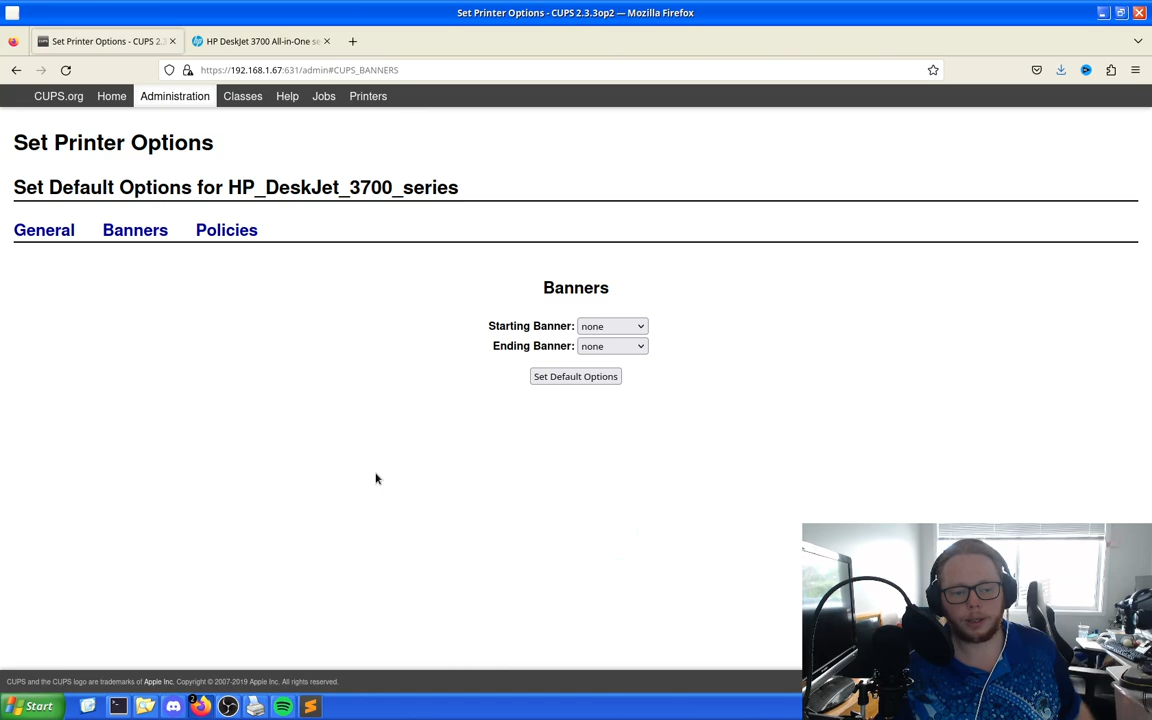 Set Printer Options - CUPS 2.3.3op2 — Mozilla Firefox
Set Printer Options - CUPS 2.3
HP DeskJet 3700 All-in-One se
https://192.168.1.67:631/admin#CUPS_BANNERS
CUPS.org Home Administration Classes Help Jobs Printers
Set Printer Options
Set Default Options for HP_DeskJet_3700_series
General Banners Policies
Banners
Starting Banner: none
Ending Banner: none
Set Default Options
CUPS and the CUPS logo are trademarks of Apple Inc. Copyright © 2007-2019 Apple Inc. All rights reserved.
Start
2